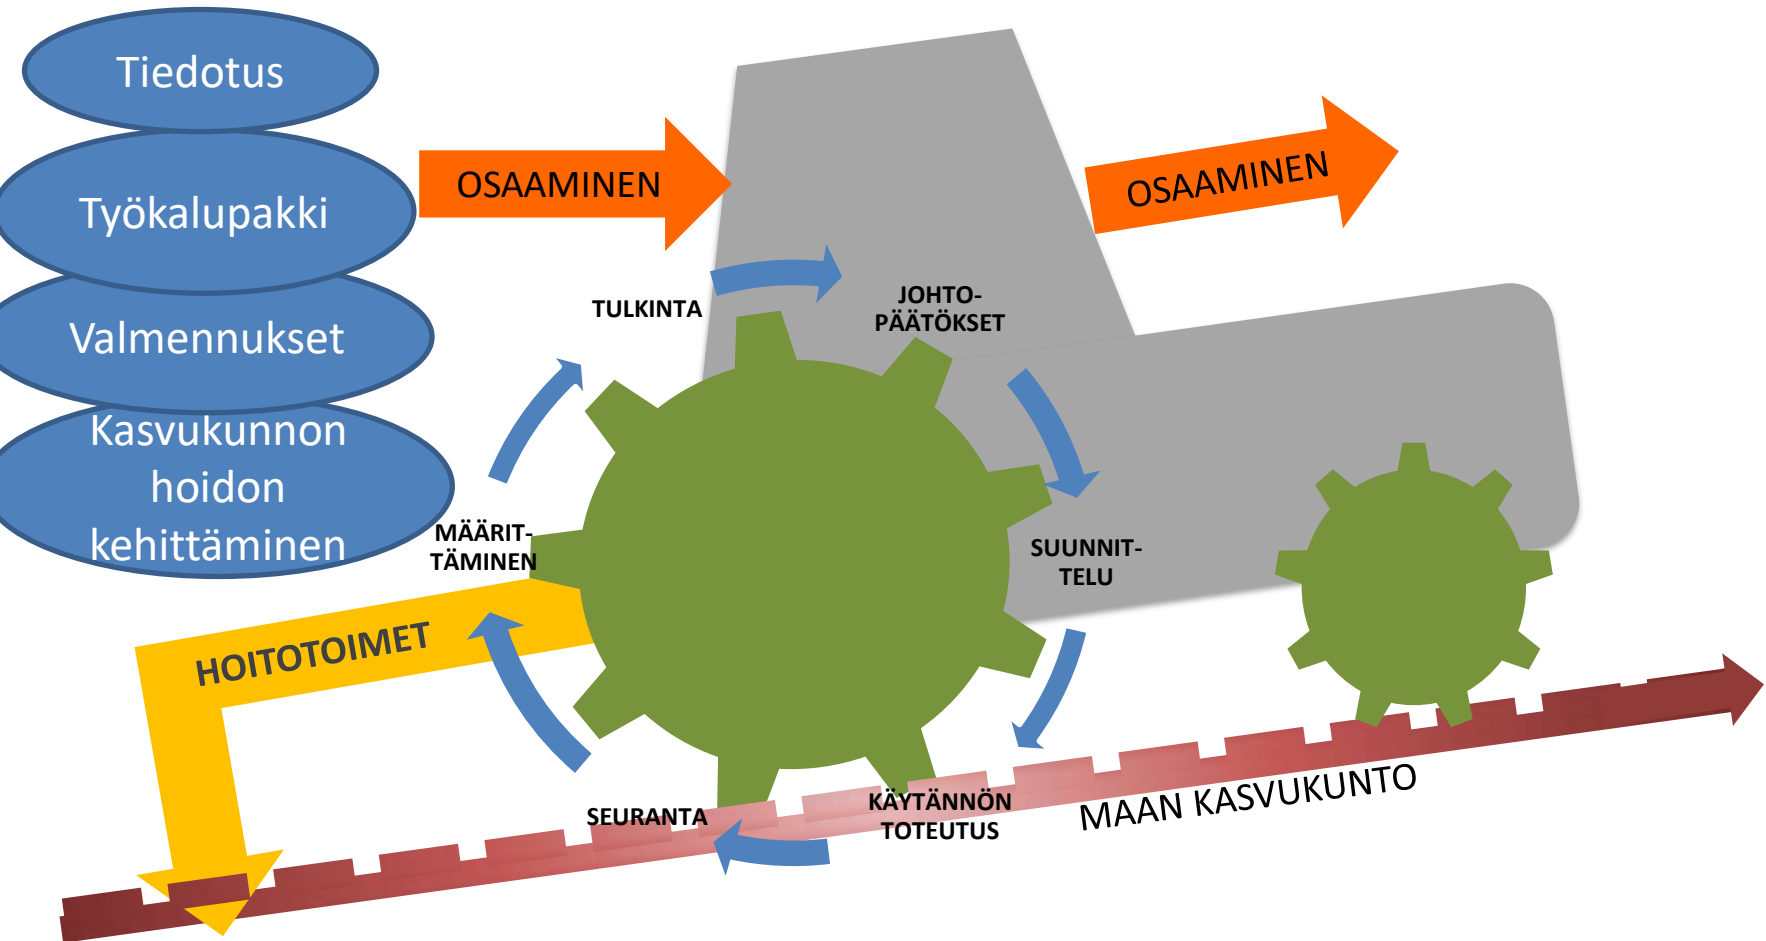 Tiedotus
Työkalupakki
Valmennukset
Kasvukunnon
hoidon
kehittäminen
OSAAMINEN
OSAAMINEN
TULKINTA
JOHTO-
PÄÄTÖKSET
MÄÄRIT-
TÄMINEN
SUUNNIT-
TELU
HOITOTOIMET
SEURANTA
KÄYTÄNNÖN
TOTEUTUS
MAAN KASVUKUNTO